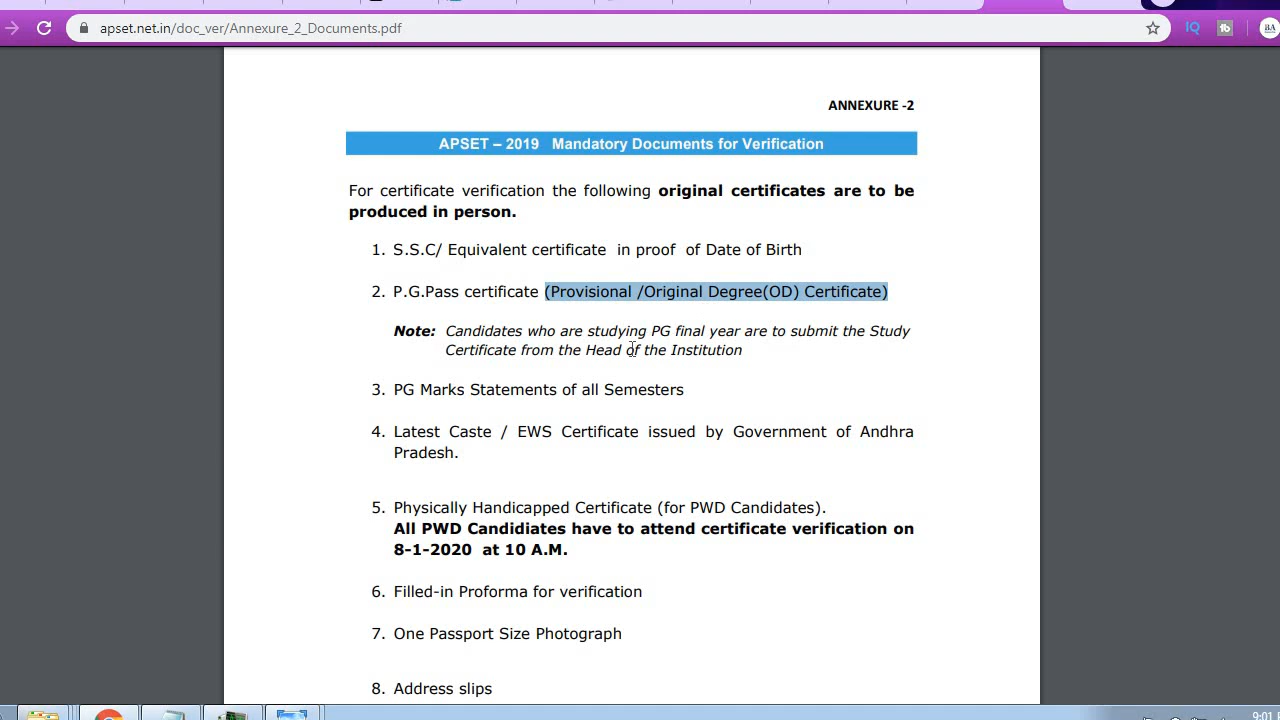 apset.net.in/doc_ver/Annexure_2_Documents.pdf
IQ
BA
ANNEXURE -2
APSET – 2019 Mandatory Documents for Verification
For certificate verification the following original certificates are to be
produced in person.
1. S.S.C/ Equivalent certificate in proof of Date of Birth
2. P.G.Pass certificate (Provisional /Original Degree(OD) Certificate)
Note: Candidates who are studying PG final year are to submit the Study
Certificate from the Head of the Institution
3. PG Marks Statements of all Semesters
4. Latest Caste / EWS Certificate issued by Government of Andhra
Pradesh.
5. Physically Handicapped Certificate (for PWD Candidates).
All PWD Candidiates have to attend certificate verification on
8-1-2020 at 10 A.M.
6. Filled-in Proforma for verification
7. One Passport Size Photograph
8. Address slips
9:01